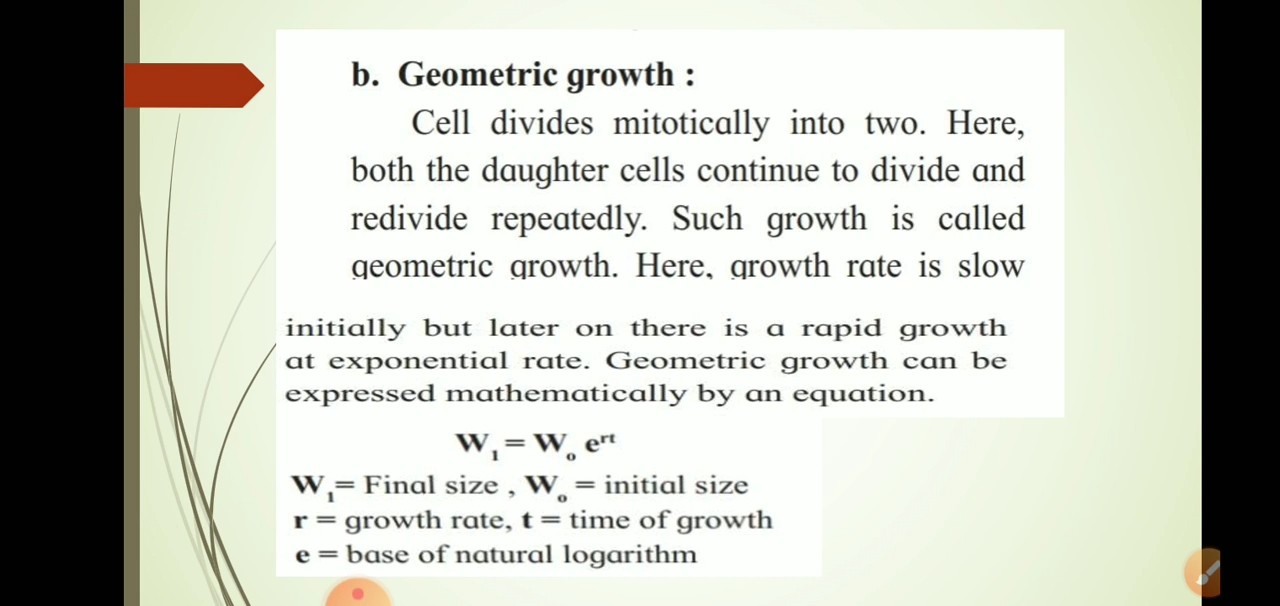 b. Geometric growth :
Cell divides mitotically into two. Here,
both the daughter cells continue to divide and
redivide repeatedly. Such growth is called
geometric growth. Here, growth rate is slow
initially but later on there is a rapid growth
at exponential rate. Geometric growth can be
expressed mathematically by an equation.
W₁ = W₀ eʳᵗ
W₁= Final size , W₀ = initial size
r = growth rate, t = time of growth
e = base of natural logarithm